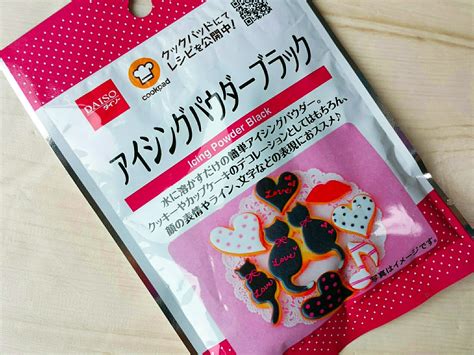 クックパッドにて
レシピを公開中!
cookpad
DAISO
ダイソー
アイシングパウダーブラック
Icing Powder Black
水に溶かすだけの簡単アイシングパウダー。
クッキーやカップケーキのデコレーションとしてはもちろん、
顔の表情やライン、文字などの表現におススメ♪
Love
Love
Love
写真はイメージです。